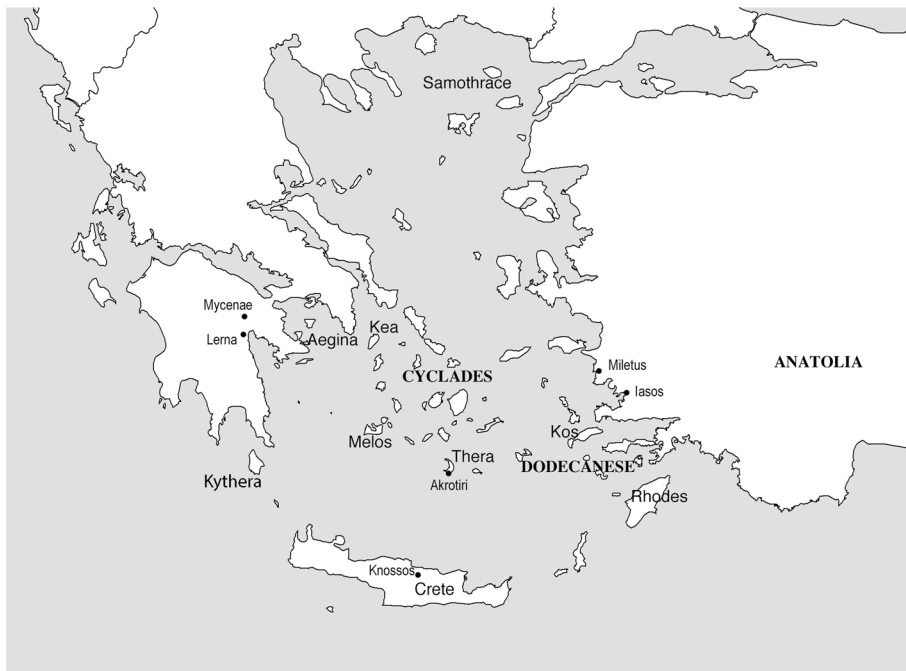 Samothrace
Mycenae
Lerna
Aegina
Kea
CYCLADES
Miletus
ANATOLIA
Iasos
Melos
Kos
Thera
DODECANESE
Kythera
Akrotiri
Rhodes
Knossos
Crete